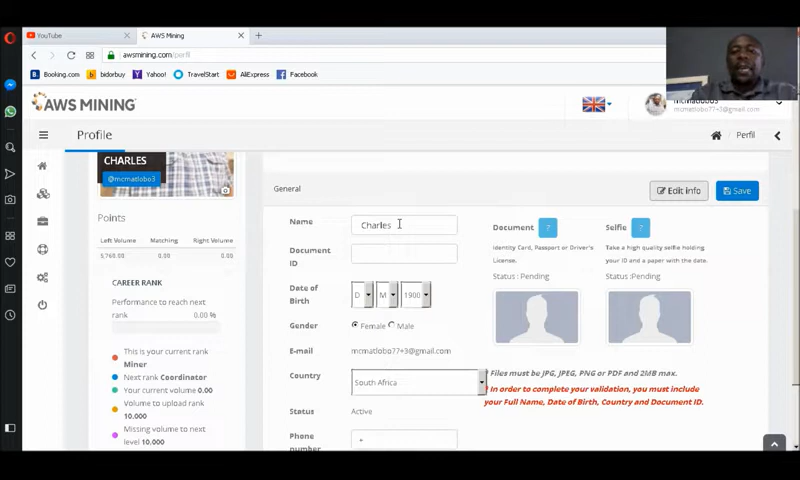 YouTube
AWS Mining
awsmining.com/perfil
Booking.com
bidorbuy
Yahoo!
TravelStart
AliExpress
Facebook
AWS MINING
mcmatlobo3
mcmatlobo77+3@gmail.com
Profile
Perfil
CHARLES
@mcmatlobo3
Points
Left Volume Matching Right Volume
5,760.00 0.00 0.00
CAREER RANK
Performance to reach next
rank 0.00 %
This is your current rank
Miner
Next rank Coordinator
Your current volume 0.00
Volume to upload rank
10.000
Missing volume to next
level 10.000
General
Edit info
Save
Name
Charles
Document
ID
Date of
Birth
D M 1900
Gender
Female Male
E-mail
mcmatlobo77+3@gmail.com
Country
South Africa
Status
Active
Phone
number
+
Document ?
Identity Card, Passport or Driver's
License.
Status : Pending
Selfie ?
Take a high quality selfie holding
your ID and a paper with the date.
Status :Pending
Files must be JPG, JPEG, PNG or PDF and 2MB max.
In order to complete your validation, you must include
your Full Name, Date of Birth, Country and Document ID.